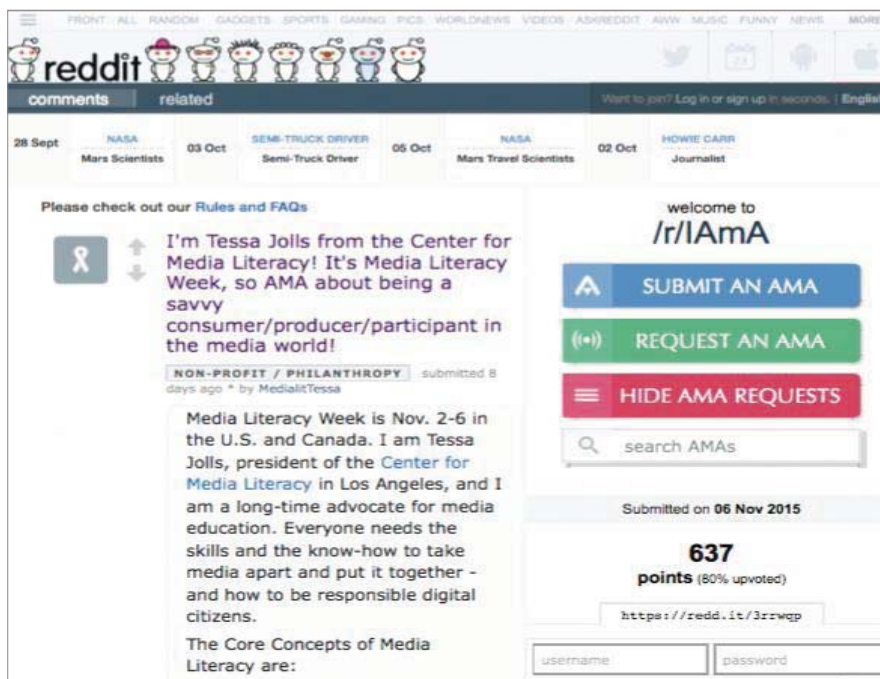 FRONT ALL RANDOM GADGETS SPORTS GAMING PICS WORLDNEWS VIDEOS ASKREDDIT AWW MUSIC FUNNY NEWS MORE
reddit
comments related
Want to join? Log in or sign up in seconds. | English
28 Sept
NASA
Mars Scientists
03 Oct
SEMI-TRUCK DRIVER
Semi-Truck Driver
05 Oct
NASA
Mars Travel Scientists
02 Oct
HOWIE CARR
Journalist
Please check out our Rules and FAQs
I'm Tessa Jolls from the Center for
Media Literacy! It's Media Literacy
Week, so AMA about being a
savvy
consumer/producer/participant in
the media world!
NON-PROFIT / PHILANTHROPY submitted 8
days ago * by MedialitTessa
Media Literacy Week is Nov. 2-6 in
the U.S. and Canada. I am Tessa
Jolls, president of the Center for
Media Literacy in Los Angeles, and I
am a long-time advocate for media
education. Everyone needs the
skills and the know-how to take
media apart and put it together -
and how to be responsible digital
citizens.
The Core Concepts of Media
Literacy are:
welcome to
/r/IAmA
SUBMIT AN AMA
REQUEST AN AMA
HIDE AMA REQUESTS
search AMAs
Submitted on 06 Nov 2015
637
points (80% upvoted)
https://redd.it/3rrwqp
username password